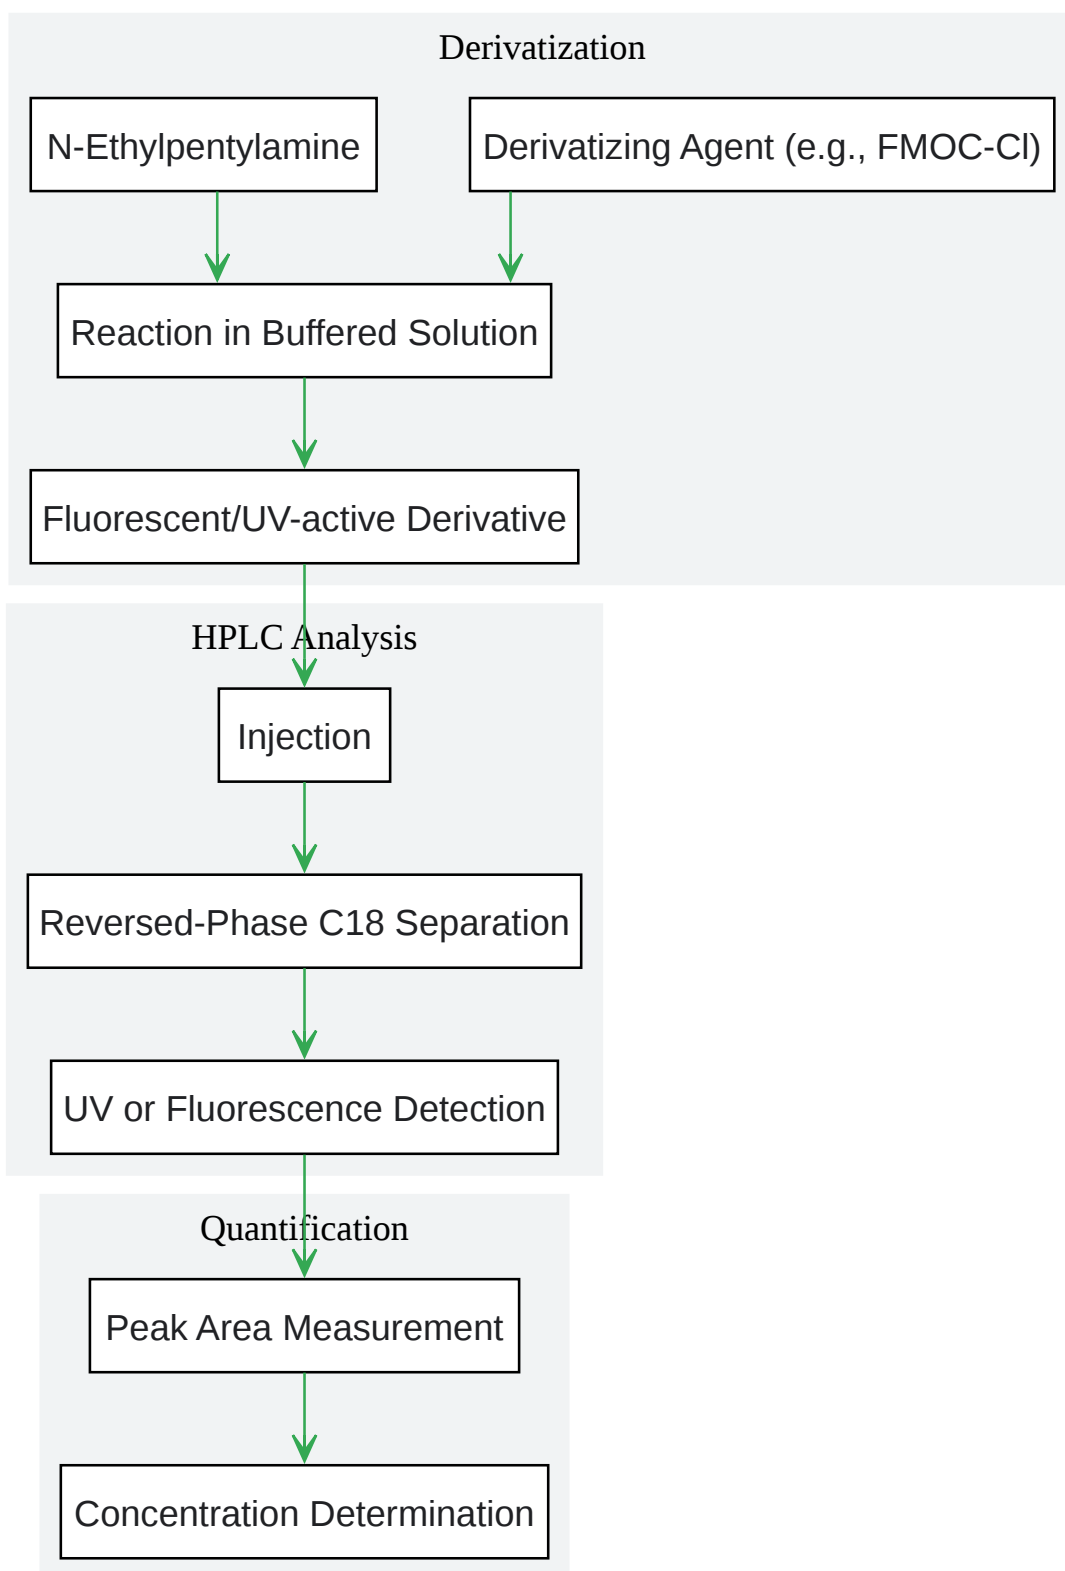 Derivatization
N-Ethylpentylamine
Derivatizing Agent (e.g., FMOC-Cl)
Reaction in Buffered Solution
Fluorescent/UV-active Derivative
HPLC Analysis
Injection
Reversed-Phase C18 Separation
UV or Fluorescence Detection
Quantification
Peak Area Measurement
Concentration Determination